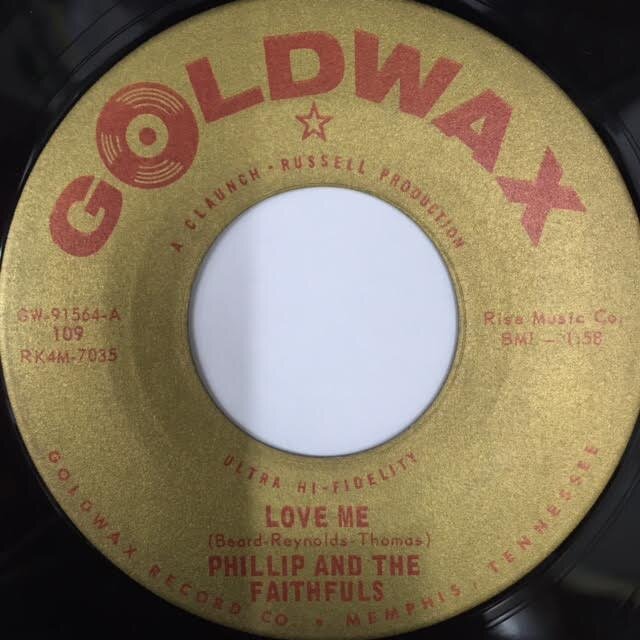 GOLDWAX
A CLAUNCH - RUSSELL PRODUCTION
GW-91564-A
109
RK4M-7035
Rise Music Co.
BMI — 1:58
ULTRA HI-FIDELITY
LOVE ME
(Beard-Reynolds-Thomas)
PHILLIP AND THE
FAITHFULS
GOLDWAX RECORD CO. • MEMPHIS, TENNESSEE